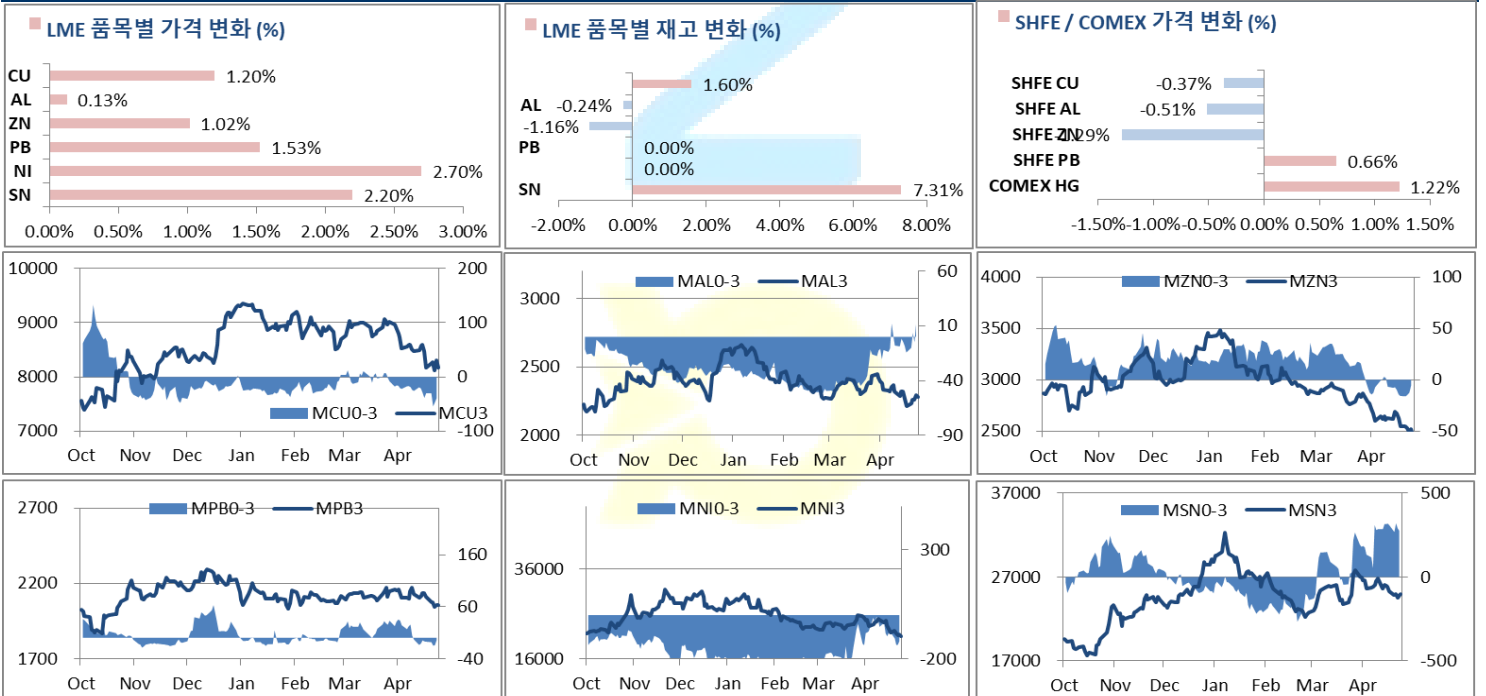 LME 품목별 가격 변화 (%)
CU 1.20%
AL 0.13%
ZN 1.02%
PB 1.53%
NI 2.70%
SN 2.20%
0.00% 0.50% 1.00% 1.50% 2.00% 2.50% 3.00%
LME 품목별 재고 변화 (%)
1.60%
AL -0.24%
-1.16%
PB 0.00%
0.00%
SN 7.31%
-2.00% 0.00% 2.00% 4.00% 6.00% 8.00%
SHFE / COMEX 가격 변화 (%)
SHFE CU -0.37%
SHFE AL -0.51%
SHFE ZN -1.29%
SHFE PB 0.66%
COMEX HG 1.22%
-1.50% -1.00% -0.50% 0.00% 0.50% 1.00% 1.50%
10000 200
9000 100
8000 0
MCU0-3 MCU3
7000 -100
Oct Nov Dec Jan Feb Mar Apr
60
MAL0-3 MAL3
3000
10
2500
-40
2000 -90
Oct Nov Dec Jan Feb Mar Apr
4000 100
MZN0-3 MZN3
3500 50
3000 0
2500 -50
Oct Nov Dec Jan Feb Mar Apr
2700
MPB0-3 MPB3
160
2200
60
1700 -40
Oct Nov Dec Jan Feb Mar Apr
MNI0-3 MNI3
300
36000
16000 -200
Oct Nov Dec Jan Feb Mar Apr
37000 500
MSN0-3 MSN3
27000 0
17000 -500
Oct Nov Dec Jan Feb Mar Apr